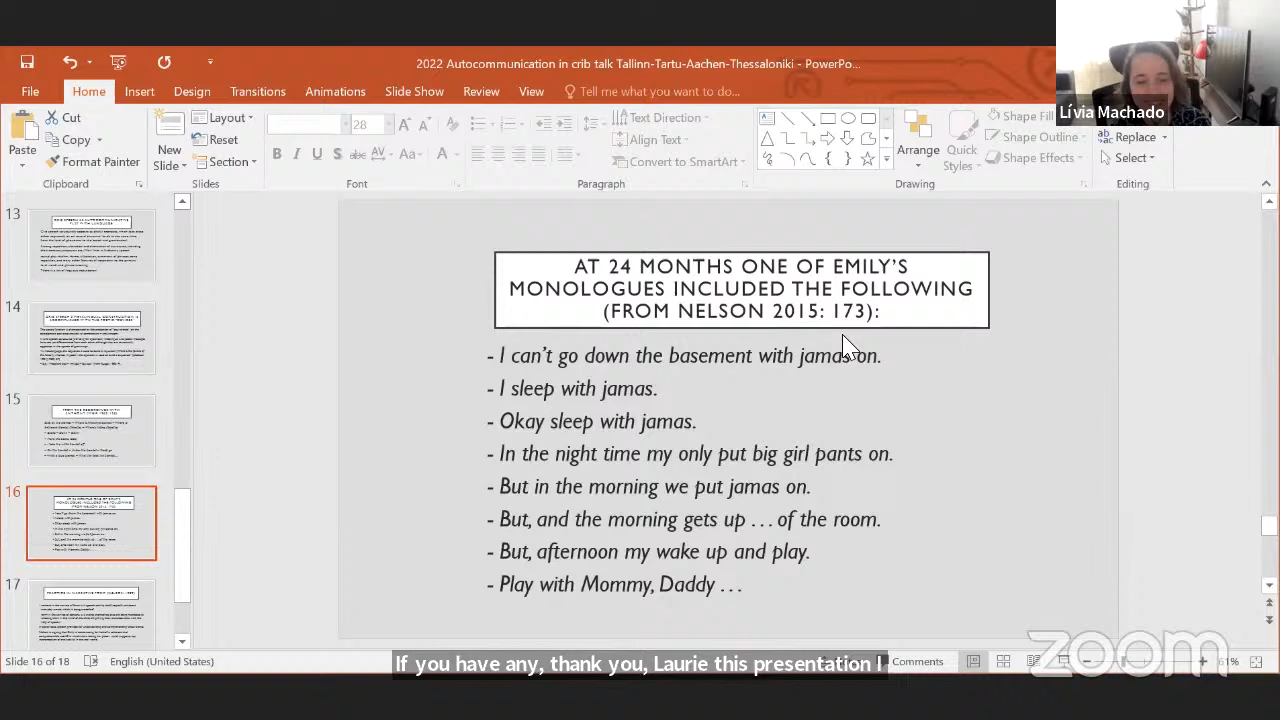 2022 Autocommunication in crib talk Tallinn-Tartu-Aachen-Thessaloniki - PowerPo...
File Home Insert Design Transitions Animations Slide Show Review View Tell me what you want to do...
Lívia Machado
Paste
Cut
Copy
Format Painter
Clipboard
New Slide
Layout
Reset
Section
Slides
28
B I U S abc AV Aa A
Font
Text Direction
Align Text
Convert to SmartArt
Paragraph
Arrange
Quick Styles
Shape Fill
Shape Outline
Shape Effects
Drawing
Replace
Select
Editing
13
14
15
16
17
AT 24 MONTHS ONE OF EMILY'S
MONOLOGUES INCLUDED THE FOLLOWING
(FROM NELSON 2015: 173):
- I can't go down the basement with jamas on.
- I sleep with jamas.
- Okay sleep with jamas.
- In the night time my only put big girl pants on.
- But in the morning we put jamas on.
- But, and the morning gets up ... of the room.
- But, afternoon my wake up and play.
- Play with Mommy, Daddy ...
Slide 16 of 18 English (United States) Comments 61%
If you have any, thank you, Laurie this presentation I
zoom